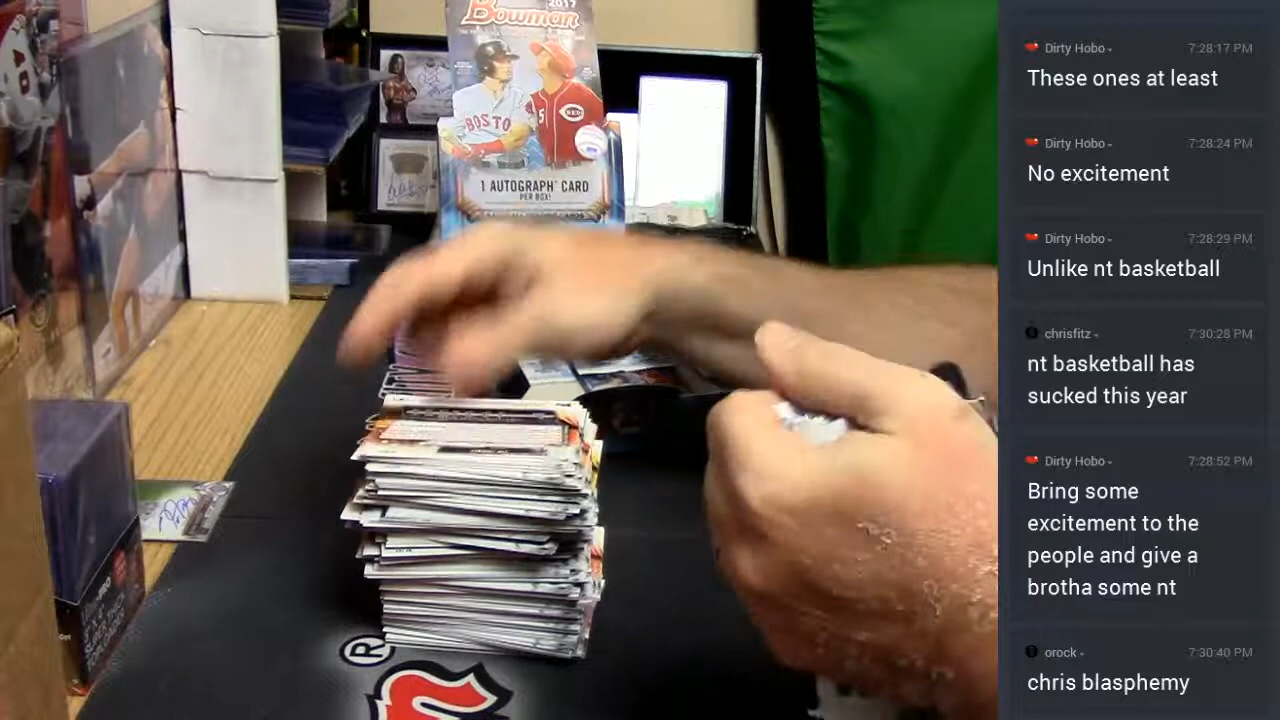 2017
Bowman
BOSTON
REDS
5
1 AUTOGRAPH CARD
PER BOX!
®
Dirty Hobo
7:28:17 PM
These ones at least
Dirty Hobo
7:28:24 PM
No excitement
Dirty Hobo
7:28:29 PM
Unlike nt basketball
chrisfitz
7:30:28 PM
nt basketball has
sucked this year
Dirty Hobo
7:28:52 PM
Bring some
excitement to the
people and give a
brotha some nt
orock
7:30:40 PM
chris blasphemy